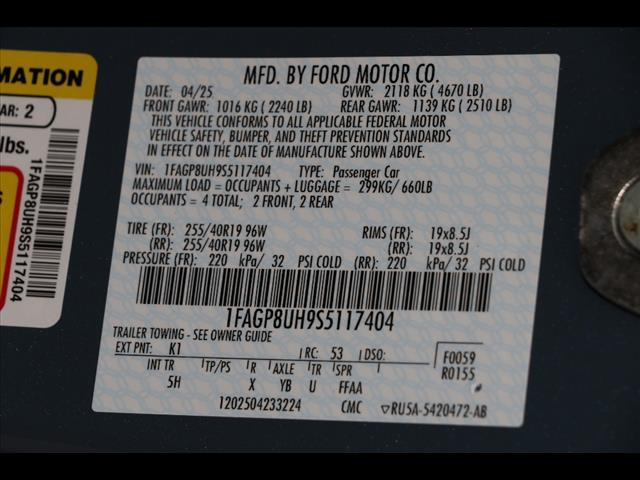 RMATION
AR: 2
lbs.
1FAGP8UH9S5117404
MFD. BY FORD MOTOR CO.
DATE: 04/25 GVWR: 2118 KG ( 4670 LB)
FRONT GAWR: 1016 KG ( 2240 LB) REAR GAWR: 1139 KG ( 2510 LB)
THIS VEHICLE CONFORMS TO ALL APPLICABLE FEDERAL MOTOR
VEHICLE SAFETY, BUMPER, AND THEFT PREVENTION STANDARDS
IN EFFECT ON THE DATE OF MANUFACTURE SHOWN ABOVE.
VIN: 1FAGP8UH9S5117404 TYPE: Passenger Car
MAXIMUM LOAD = OCCUPANTS + LUGGAGE = 299KG/ 660LB
OCCUPANTS = 4 TOTAL; 2 FRONT, 2 REAR
TIRE (FR): 255/40R19 96W RIMS (FR): 19x8.5J
(RR): 255/40R19 96W (RR): 19x8.5J
PRESSURE (FR): 220 kPa/ 32 PSI COLD (RR): 220 kPa/ 32 PSI COLD
1FAGP8UH9S5117404
TRAILER TOWING - SEE OWNER GUIDE
EXT PNT: K1 RC: 53 DSO: F0059
INT TR TP/PS R AXLE TR SPR R0155
5H X YB U FFAA
1202504233224 CMC ▽RU5A-5420472-AB